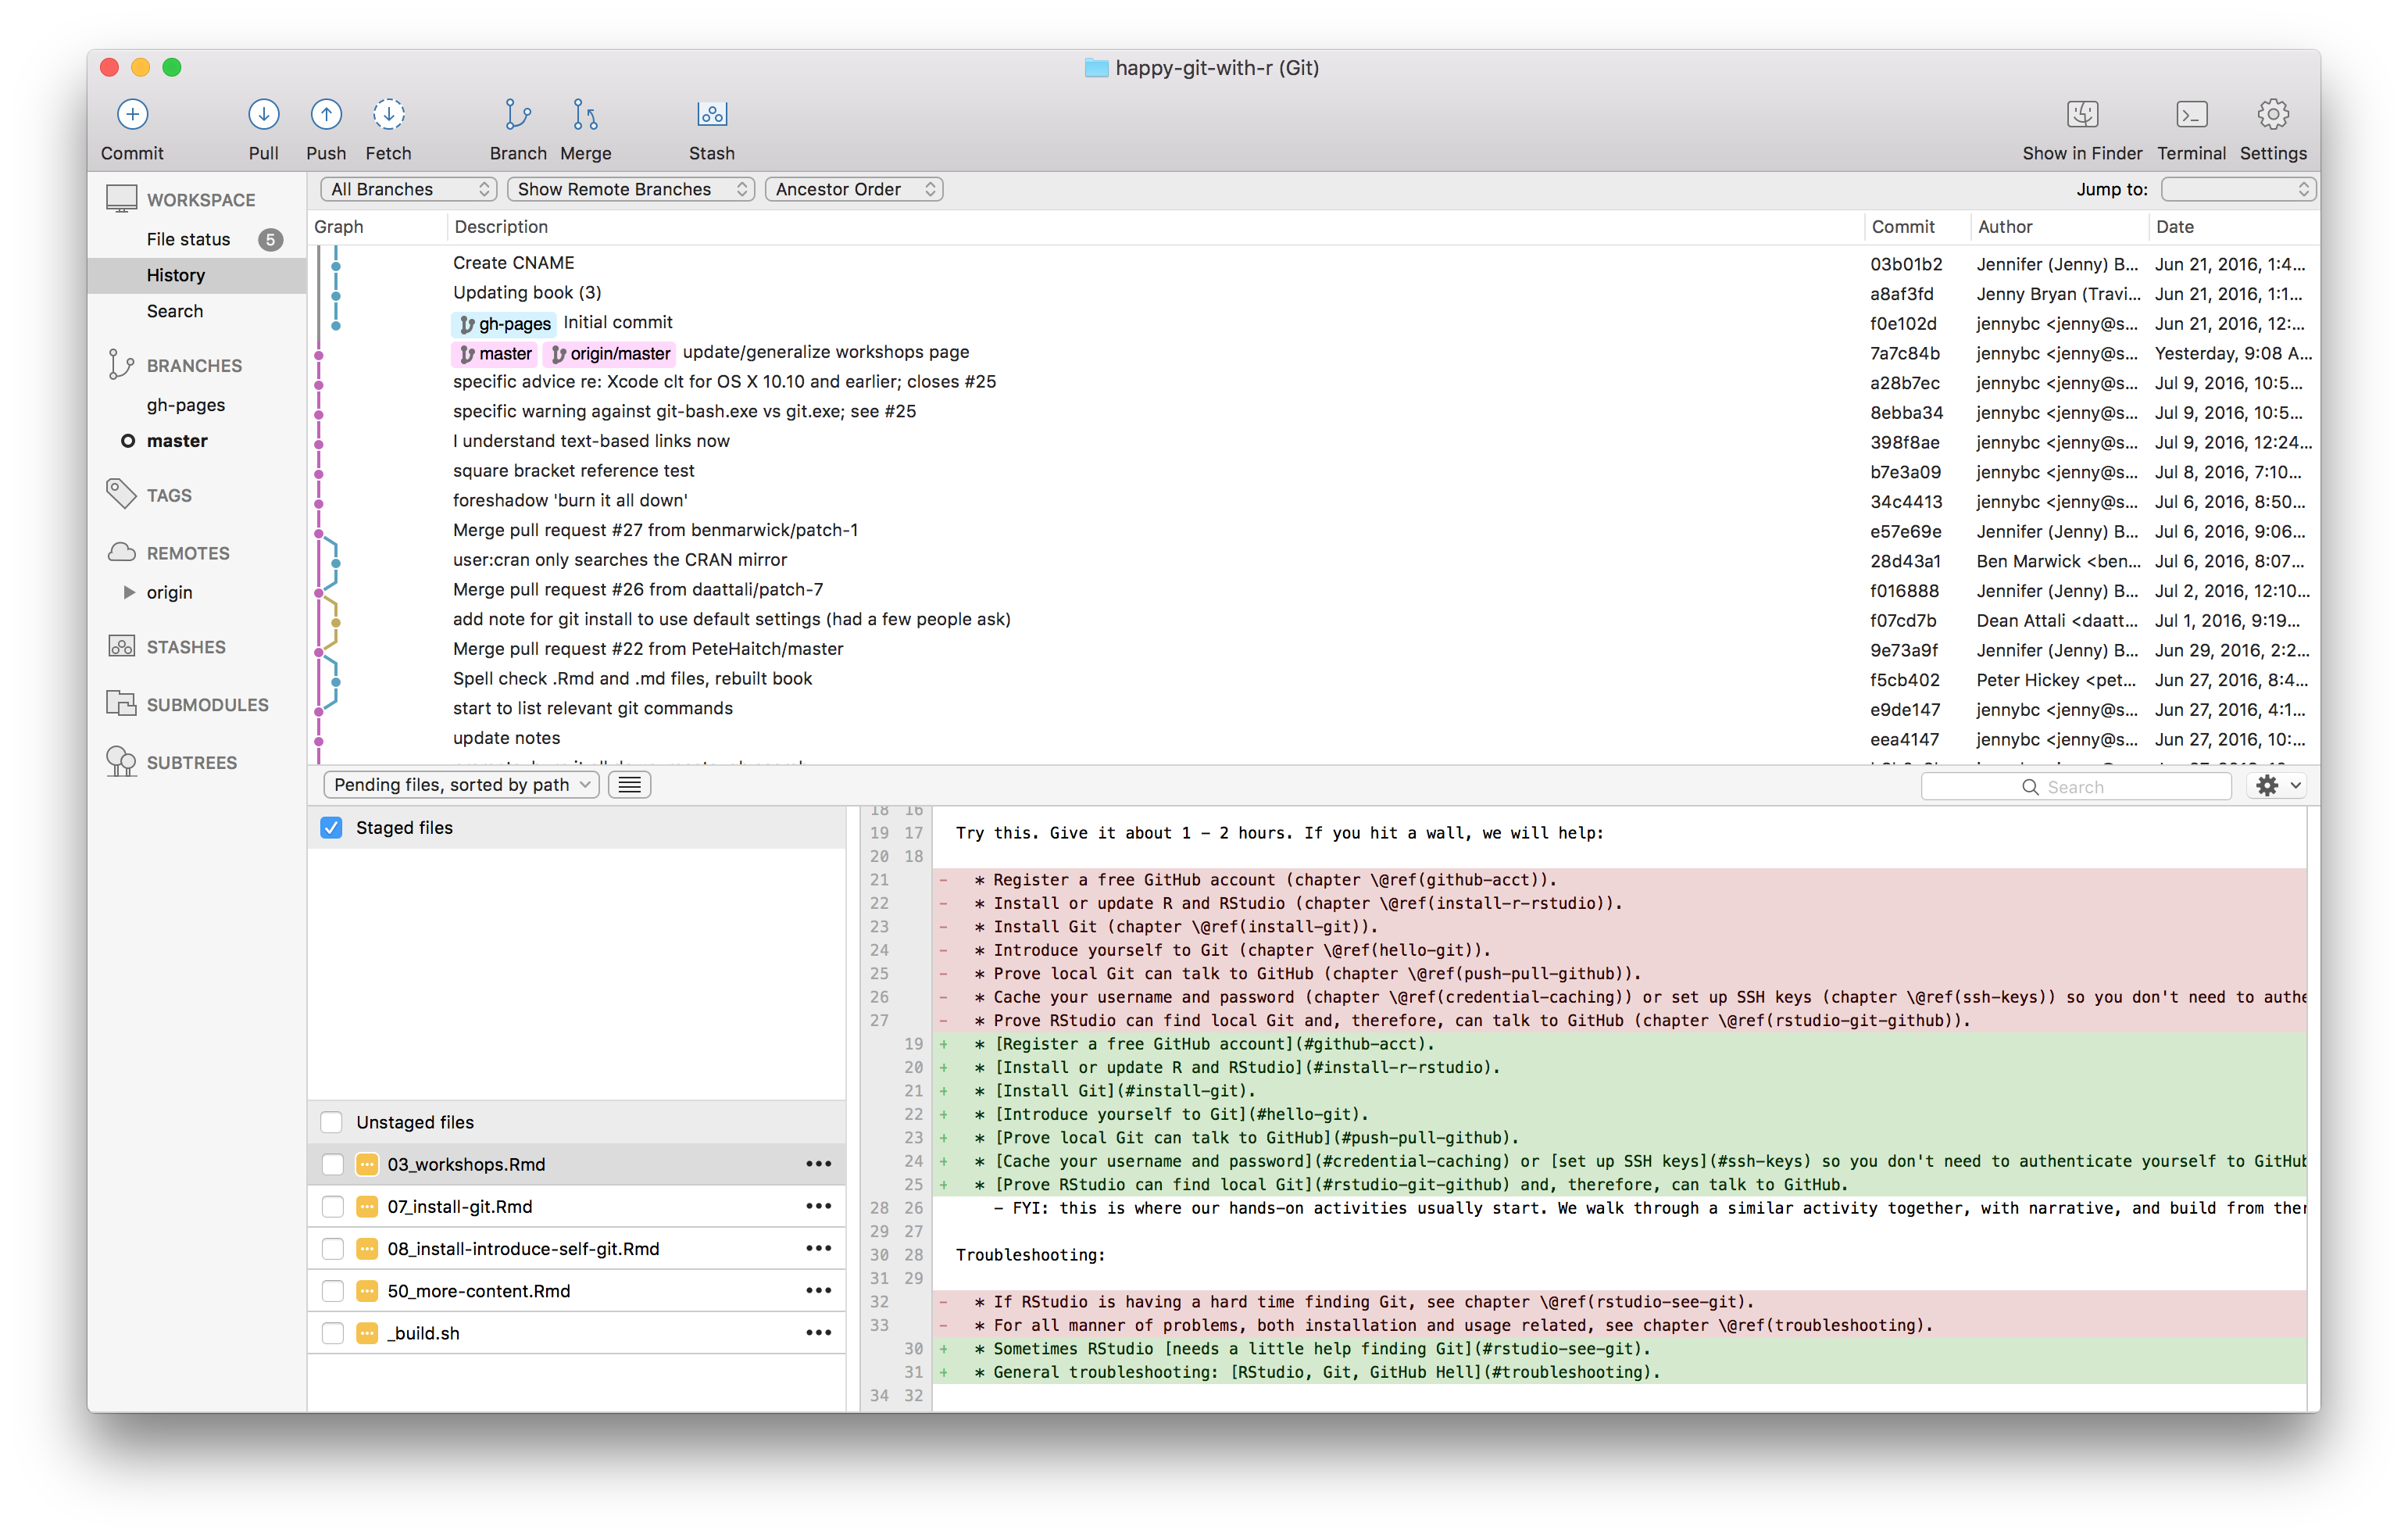 happy-git-with-r (Git)
Commit Pull Push Fetch Branch Merge Stash Show in Finder Terminal Settings
WORKSPACE
File status 5
History
Search
BRANCHES
gh-pages
master
TAGS
REMOTES
origin
STASHES
SUBMODULES
SUBTREES
All Branches Show Remote Branches Ancestor Order Jump to:
Graph Description Commit Author Date
Create CNAME 03b01b2 Jennifer (Jenny) B... Jun 21, 2016, 1:4...
Updating book (3) a8af3fd Jenny Bryan (Travi... Jun 21, 2016, 1:1...
gh-pages Initial commit f0e102d jennybc <jenny@s... Jun 21, 2016, 12:...
master origin/master update/generalize workshops page 7a7c84b jennybc <jenny@s... Yesterday, 9:08 A...
specific advice re: Xcode clt for OS X 10.10 and earlier; closes #25 a28b7ec jennybc <jenny@s... Jul 9, 2016, 10:5...
specific warning against git-bash.exe vs git.exe; see #25 8ebba34 jennybc <jenny@s... Jul 9, 2016, 10:5...
I understand text-based links now 398f8ae jennybc <jenny@s... Jul 9, 2016, 12:24...
square bracket reference test b7e3a09 jennybc <jenny@s... Jul 8, 2016, 7:10...
foreshadow 'burn it all down' 34c4413 jennybc <jenny@s... Jul 6, 2016, 8:50...
Merge pull request #27 from benmarwick/patch-1 e57e69e Jennifer (Jenny) B... Jul 6, 2016, 9:06...
user:cran only searches the CRAN mirror 28d43a1 Ben Marwick <ben... Jul 6, 2016, 8:07...
Merge pull request #26 from daattali/patch-7 f016888 Jennifer (Jenny) B... Jul 2, 2016, 12:10...
add note for git install to use default settings (had a few people ask) f07cd7b Dean Attali <daatt... Jul 1, 2016, 9:19...
Merge pull request #22 from PeteHaitch/master 9e73a9f Jennifer (Jenny) B... Jun 29, 2016, 2:2...
Spell check .Rmd and .md files, rebuilt book f5cb402 Peter Hickey <pet... Jun 27, 2016, 8:4...
start to list relevant git commands e9de147 jennybc <jenny@s... Jun 27, 2016, 4:1...
update notes eea4147 jennybc <jenny@s... Jun 27, 2016, 10:...
Pending files, sorted by path Search
Staged files
Unstaged files
03_workshops.Rmd •••
07_install-git.Rmd •••
08_install-introduce-self-git.Rmd •••
50_more-content.Rmd •••
_build.sh •••
18 16
19 17 Try this. Give it about 1 – 2 hours. If you hit a wall, we will help:
20 18
21 - * Register a free GitHub account (chapter \@ref(github-acct)).
22 - * Install or update R and RStudio (chapter \@ref(install-r-rstudio)).
23 - * Install Git (chapter \@ref(install-git)).
24 - * Introduce yourself to Git (chapter \@ref(hello-git)).
25 - * Prove local Git can talk to GitHub (chapter \@ref(push-pull-github)).
26 - * Cache your username and password (chapter \@ref(credential-caching)) or set up SSH keys (chapter \@ref(ssh-keys)) so you don't need to authe
27 - * Prove RStudio can find local Git and, therefore, can talk to GitHub (chapter \@ref(rstudio-git-github)).
19 + * [Register a free GitHub account](#github-acct).
20 + * [Install or update R and RStudio](#install-r-rstudio).
21 + * [Install Git](#install-git).
22 + * [Introduce yourself to Git](#hello-git).
23 + * [Prove local Git can talk to GitHub](#push-pull-github).
24 + * [Cache your username and password](#credential-caching) or [set up SSH keys](#ssh-keys) so you don't need to authenticate yourself to GitHub
25 + * [Prove RStudio can find local Git](#rstudio-git-github) and, therefore, can talk to GitHub.
28 26 - FYI: this is where our hands-on activities usually start. We walk through a similar activity together, with narrative, and build from ther
29 27
30 28 Troubleshooting:
31 29
32 - * If RStudio is having a hard time finding Git, see chapter \@ref(rstudio-see-git).
33 - * For all manner of problems, both installation and usage related, see chapter \@ref(troubleshooting).
30 + * Sometimes RStudio [needs a little help finding Git](#rstudio-see-git).
31 + * General troubleshooting: [RStudio, Git, GitHub Hell](#troubleshooting).
34 32